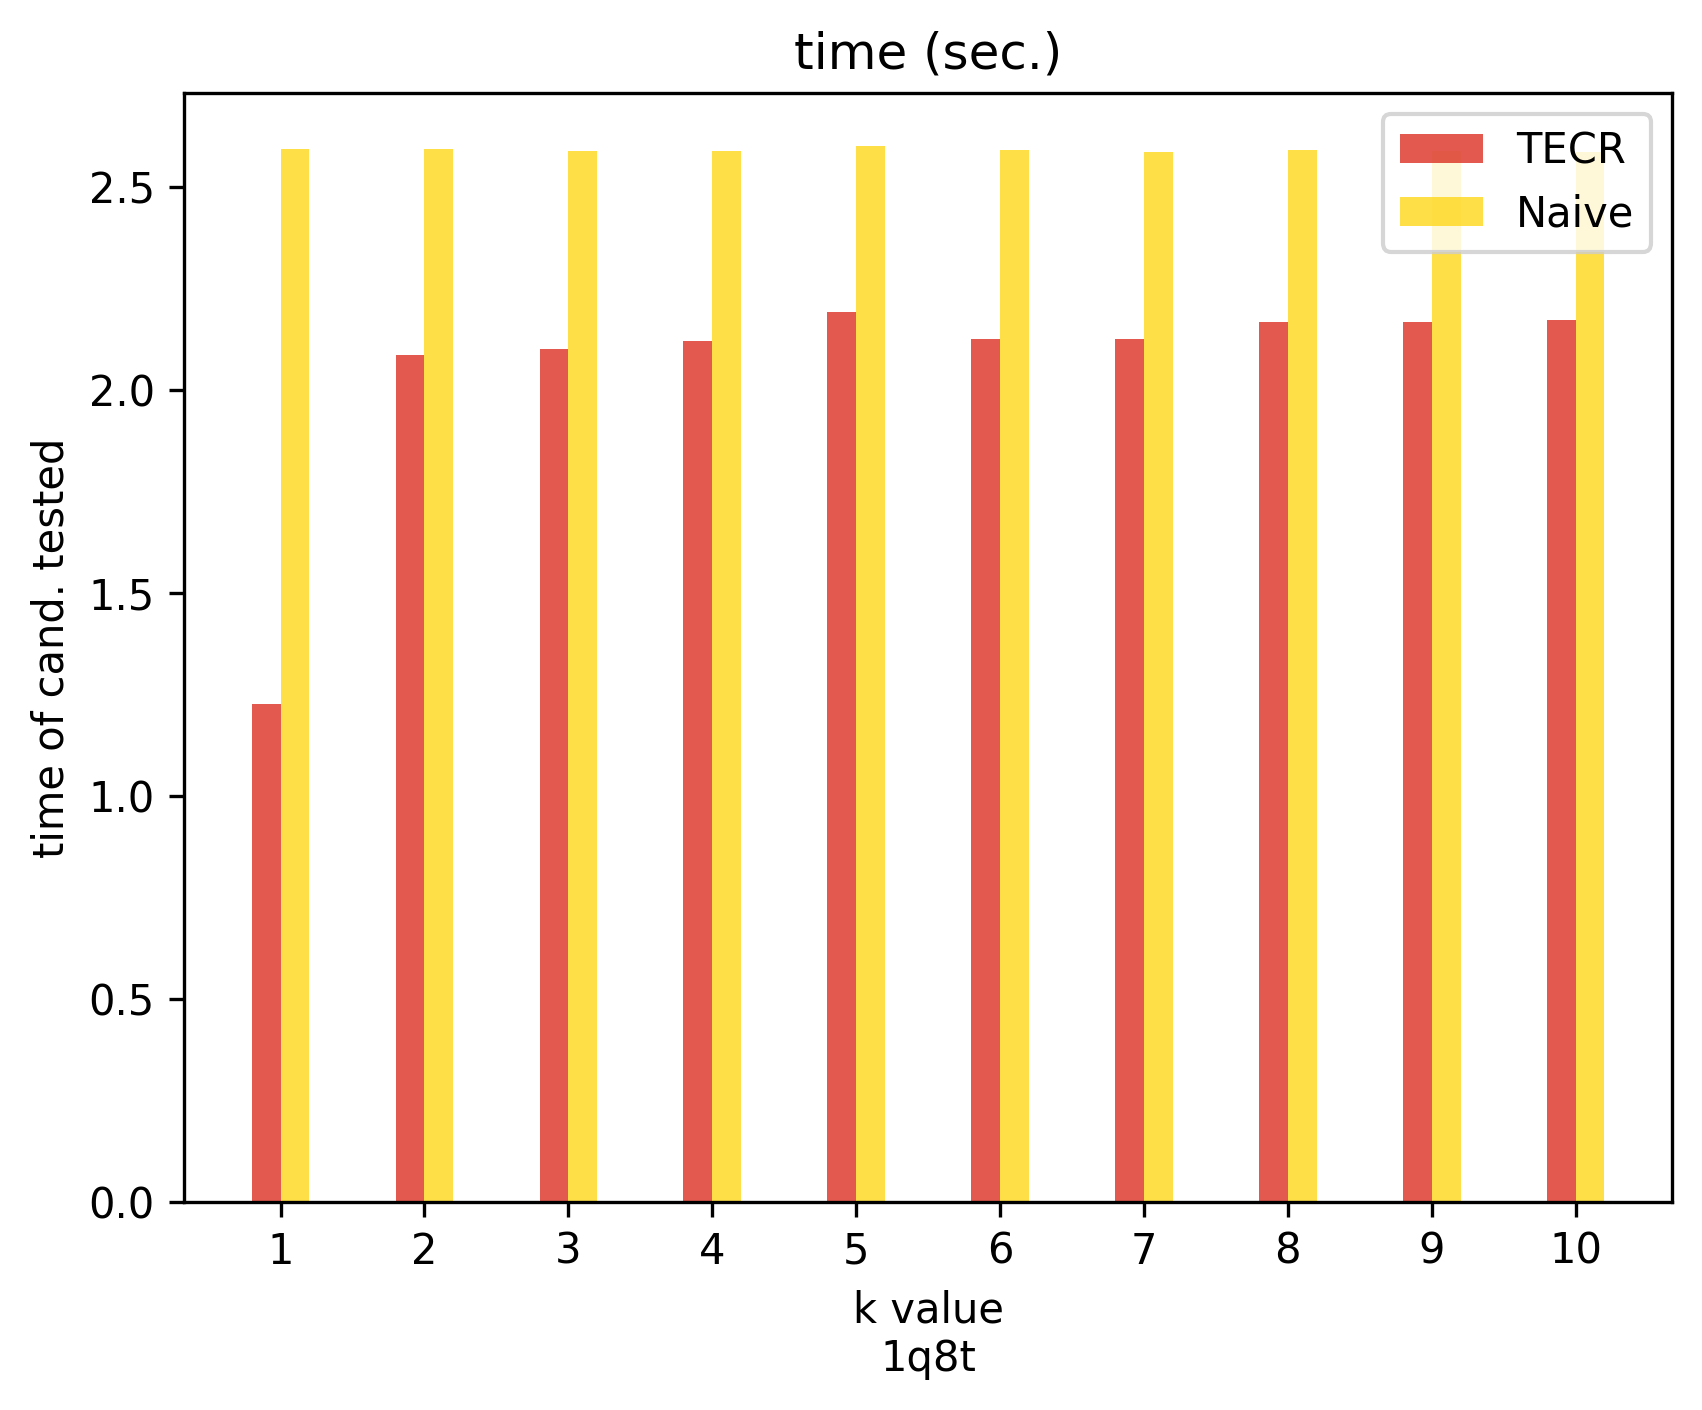 time (sec.)
TECR
Naive
time of cand. tested
2.5
2.0
1.5
1.0
0.5
0.0
1 2 3 4 5 6 7 8 9 10
k value
1q8t